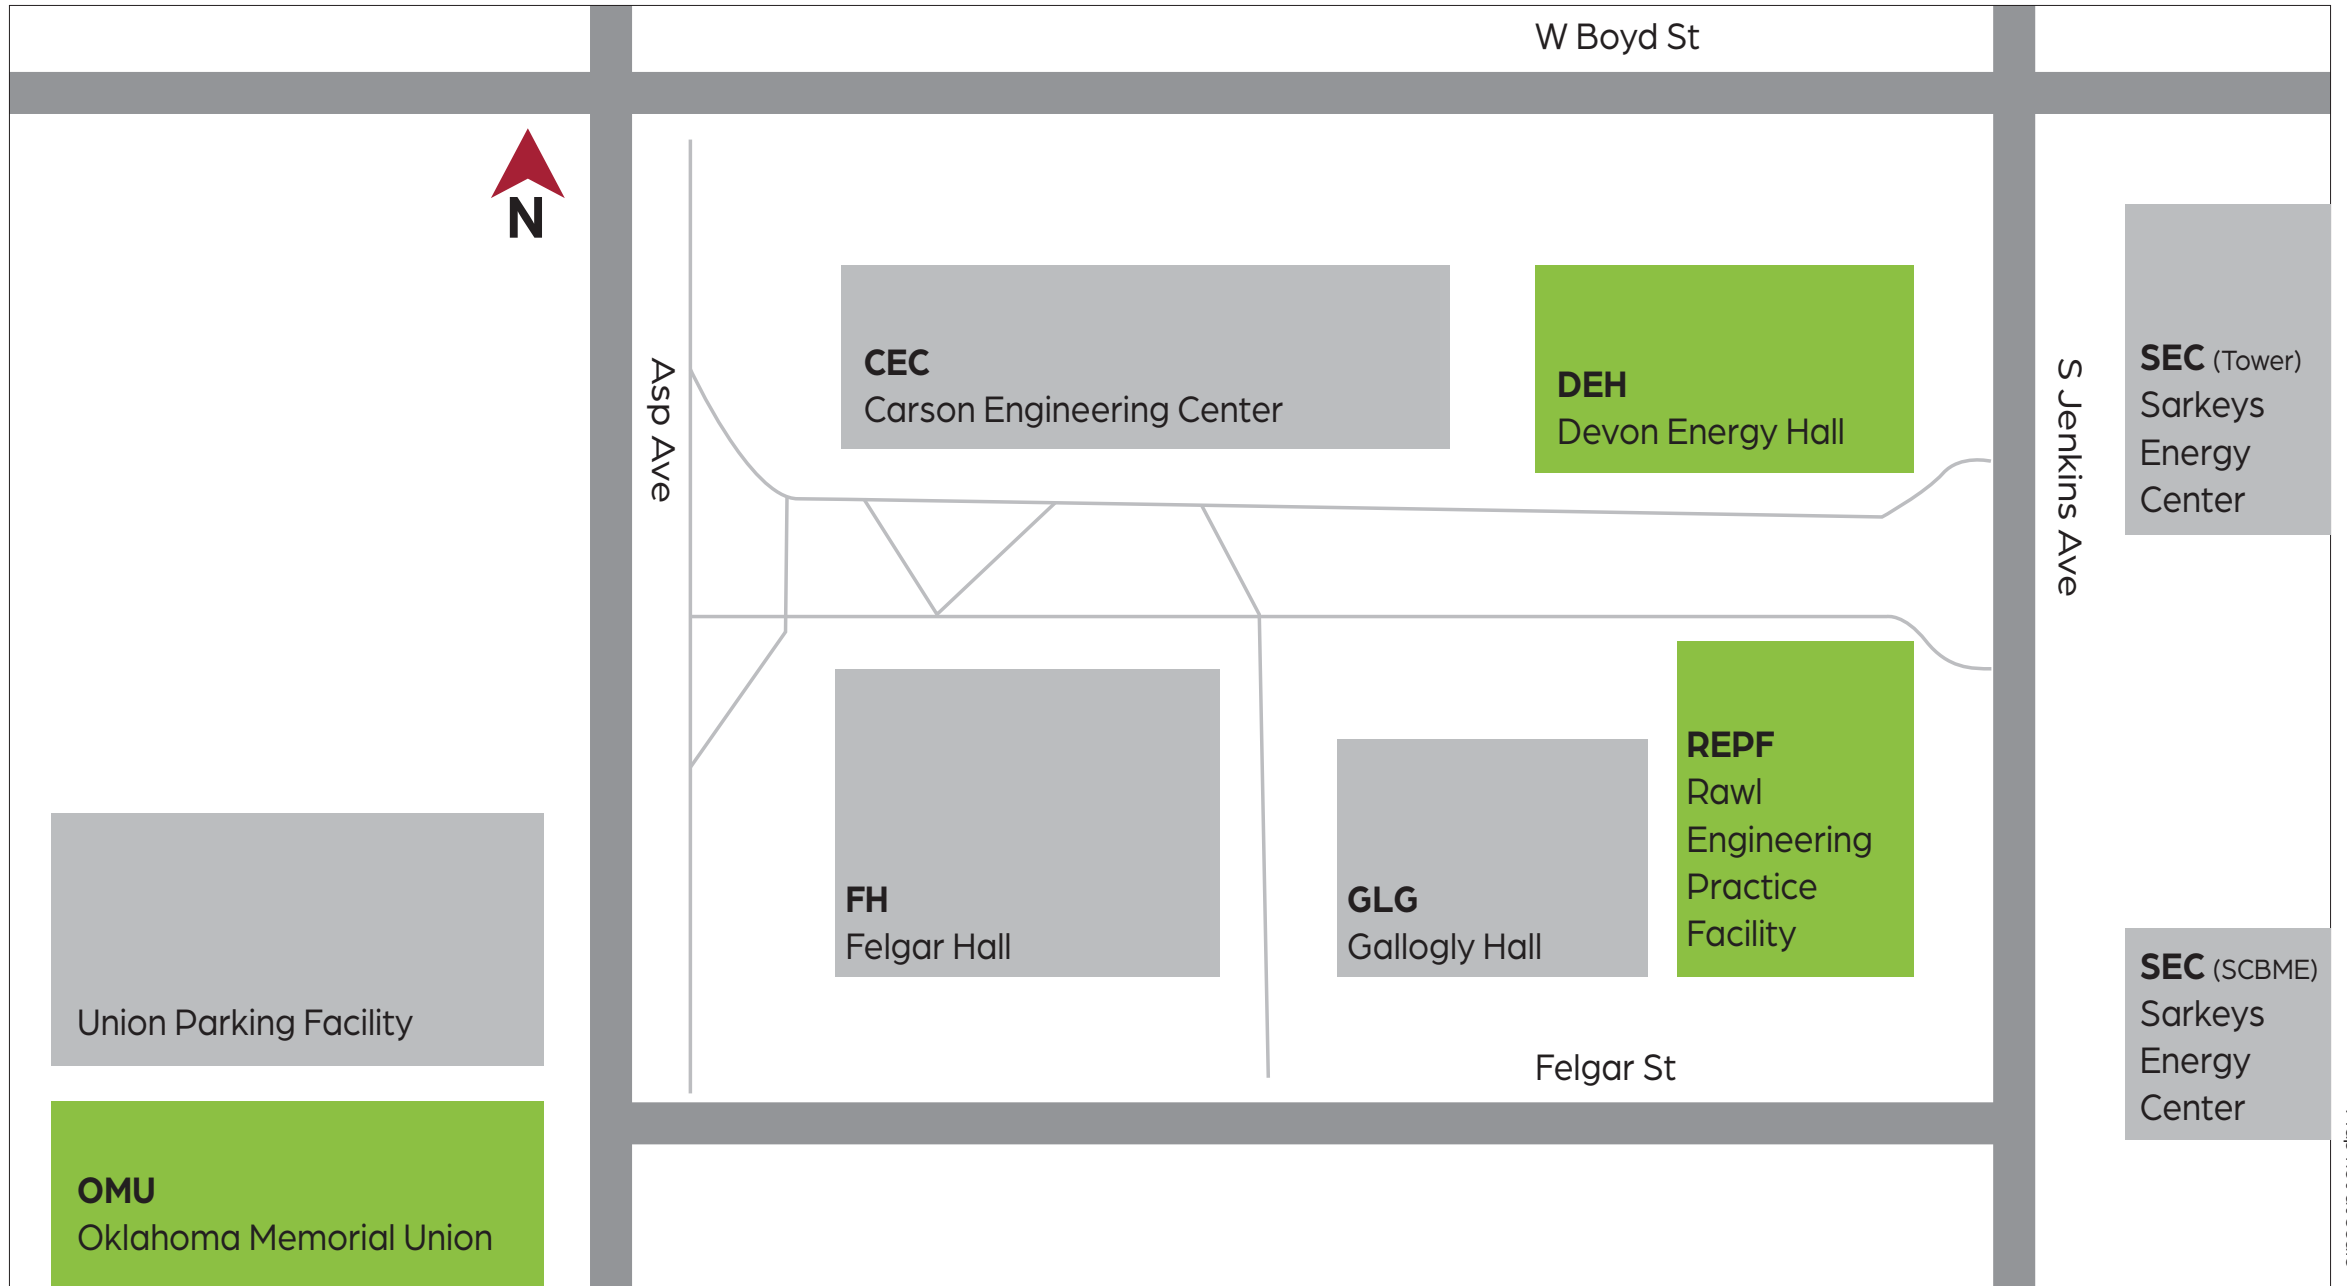 W Boyd St
N
Asp Ave
CEC
Carson Engineering Center
DEH
Devon Energy Hall
S Jenkins Ave
SEC (Tower)
Sarkeys
Energy
Center
REPF
Rawl
Engineering
Practice
Facility
FH
Felgar Hall
GLG
Gallogly Hall
Union Parking Facility
SEC (SCBME)
Sarkeys
Energy
Center
Felgar St
OMU
Oklahoma Memorial Union